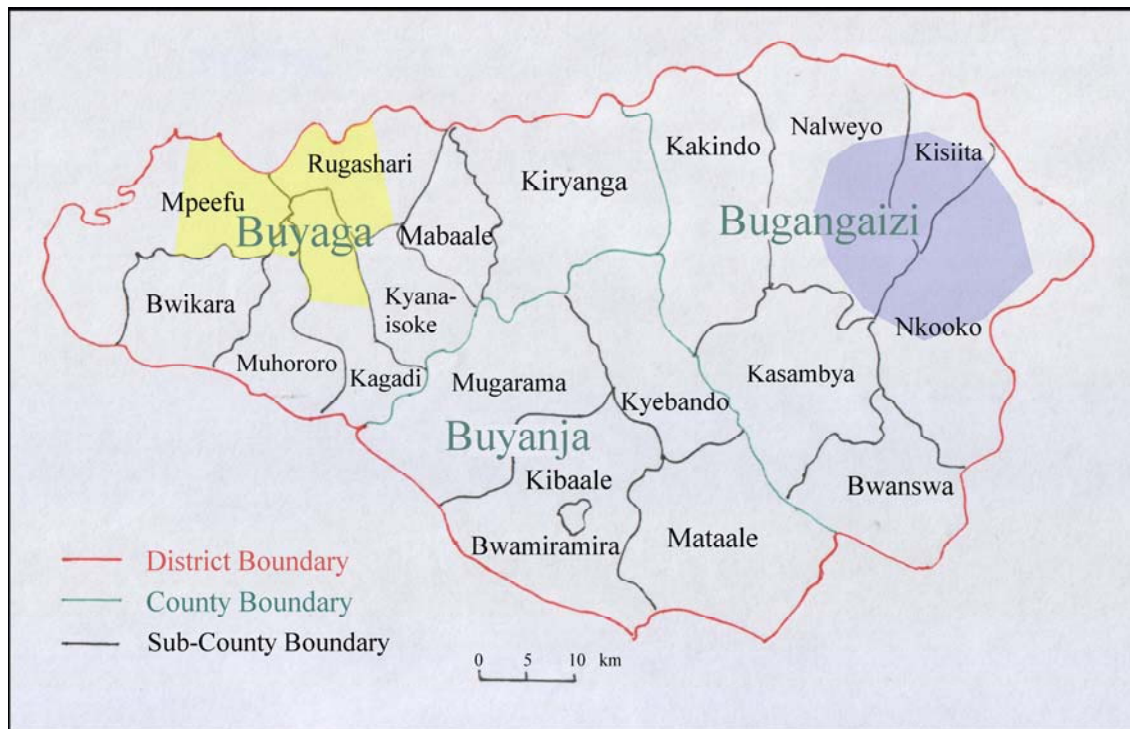 Nalweyo
Kakindo
Kisiita
Rugashari
Kiryanga
Mpeefu
Buyaga
Mabaale
Bugangaizi
Bwikara
Kyana-
isoke
Nkooko
Muhororo
Kagadi
Mugarama
Kasambya
Kyebando
Buyanja
Kibaale
Bwanswa
Bwamiramira
Mataale
District Boundary
County Boundary
Sub-County Boundary
0 5 10 km